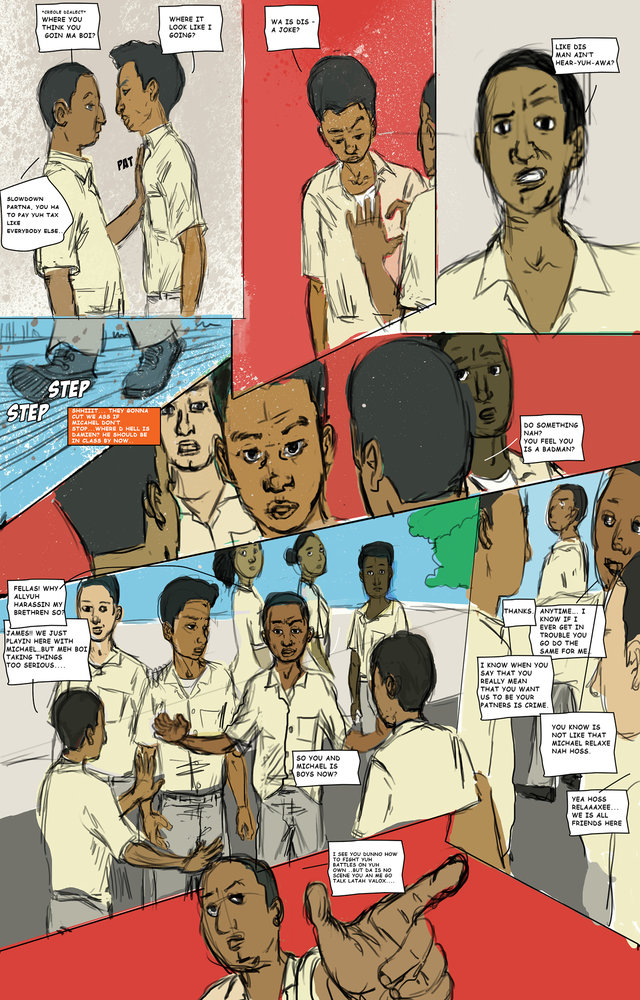 *CREOLE DIALECT*
WHERE YOU
THINK YOU
GOIN MA BOI?
WHERE IT
LOOK LIKE I
GOING?
PAT
SLOWDOWN
PARTNA, YOU HA
TO PAY YUH TAX
LIKE
EVERYBODY ELSE.
WA IS DIS -
A JOKE?
LIKE DIS
MAN AIN'T
HEAR-YUH-AWA?
STEP
STEP
SHHIIIT... THEY GONNA
CUT WE ASS IF
MICAHEL DON'T
STOP...WHERE D HELL IS
DAMIEN? HE SHOULD BE
IN CLASS BY NOW.
DO SOMETHING
NAH?
YOU FEEL YOU
IS A BADMAN?
FELLAS! WHY
ALLYUH
HARASSIN MY
BRETHREN SO?
JAMES!! WE JUST
PLAYIN HERE WITH
MICHAEL..BUT MEH BOI
TAKING THINGS
TOO SERIOUS....
SO YOU AND
MICHAEL IS
BOYS NOW?
THANKS.
ANYTIME... I
KNOW IF I
EVER GET IN
TROUBLE YOU
GO DO THE
SAME FOR ME
I KNOW WHEN YOU
SAY THAT YOU
REALLY MEAN
THAT YOU WANT
US TO BE YOUR
PATNERS IS CRIME.
YOU KNOW IS
NOT LIKE THAT
MICHAEL RELAXE
NAH HOSS.
YEA HOSS
RELAAAXEE...
WE IS ALL
FRIENDS HERE
I SEE YOU DUNNO HOW
TO FIGHT YUH
BATTLES ON YUH
OWN ..BUT DA IS NO
SCENE YOU AN ME GO
TALK LATAH VALOX....